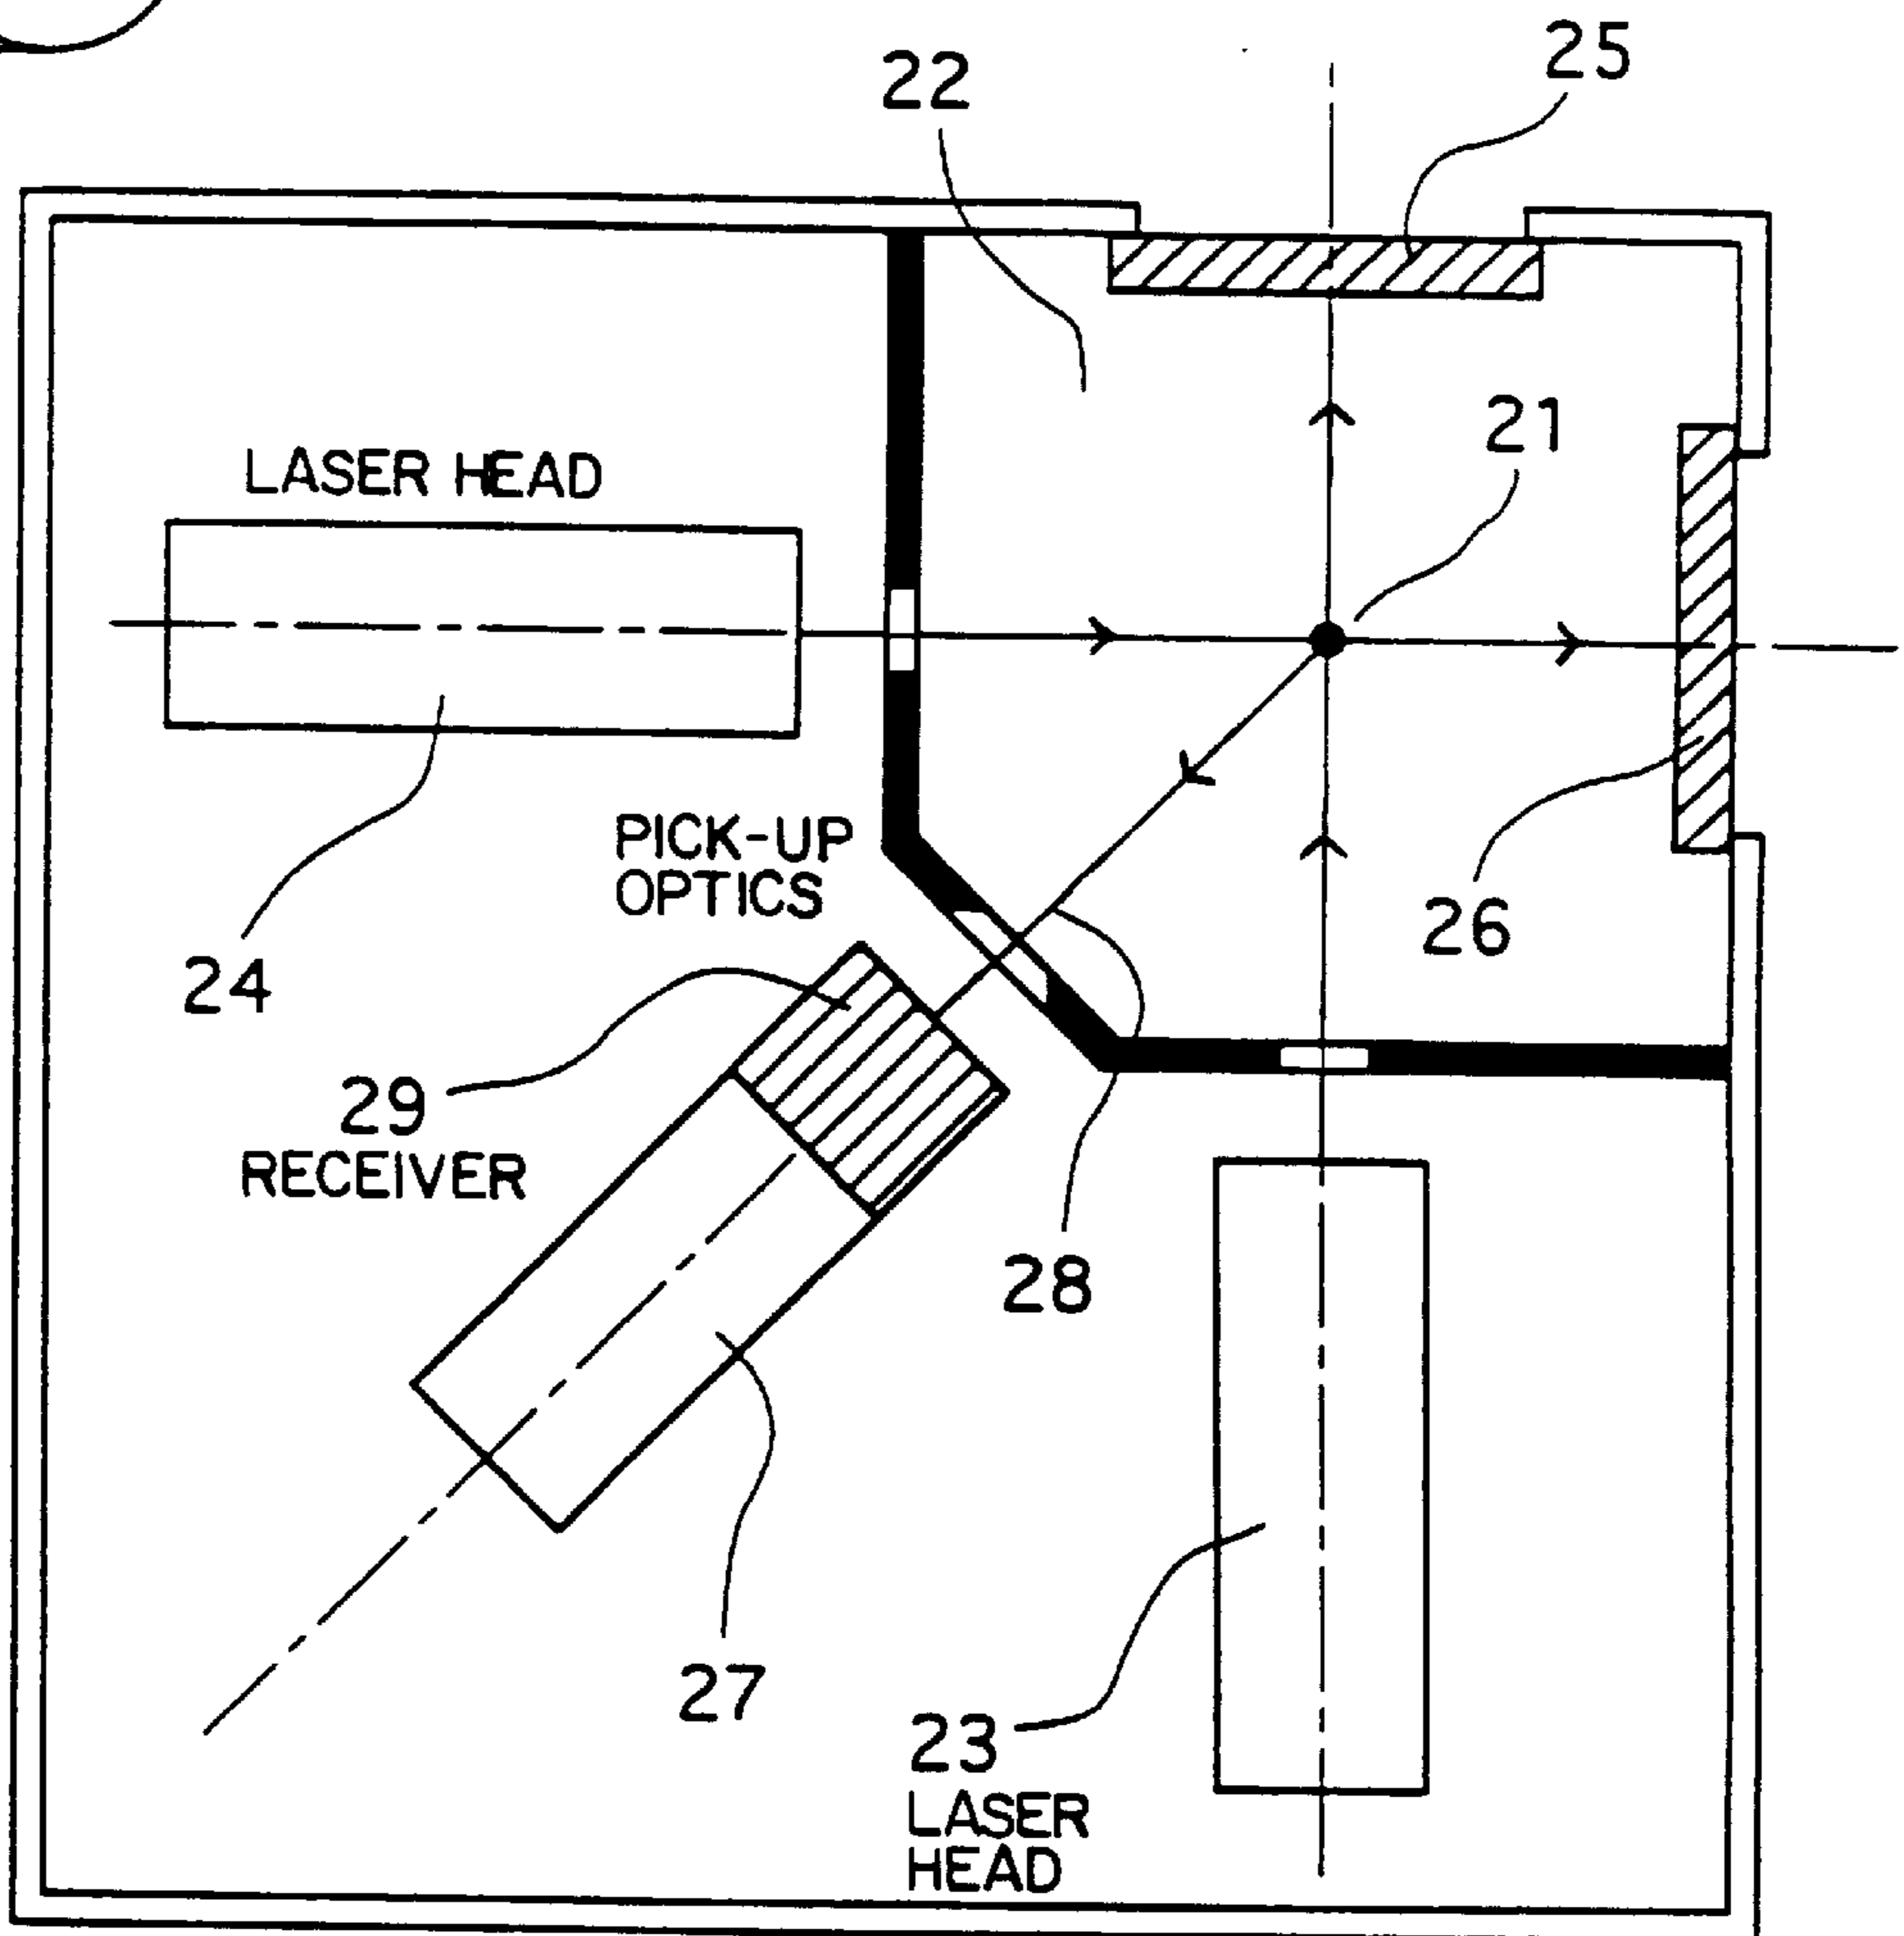 25
22
21
LASER HEAD
PICK-UP
OPTICS
26
24
29
RECEIVER
28
27
23
LASER
HEAD